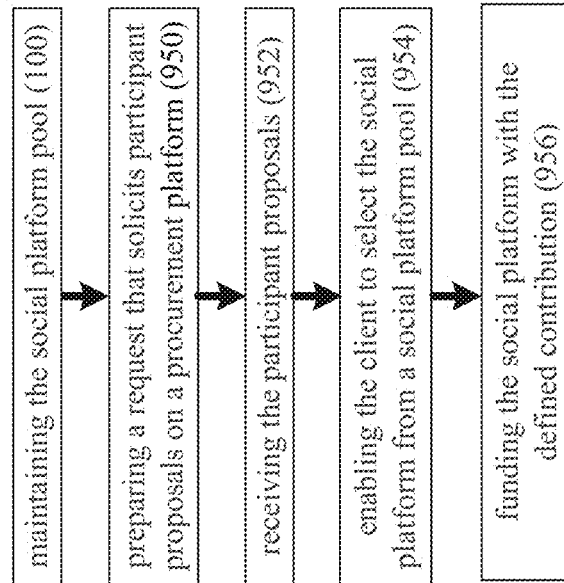 maintaining the social platform pool (100)
preparing a request that solicits participant
proposals on a procurement platform (950)
receiving the participant proposals (952)
enabling the client to select the social
platform from a social platform pool (954)
funding the social platform with the
defined contribution (956)